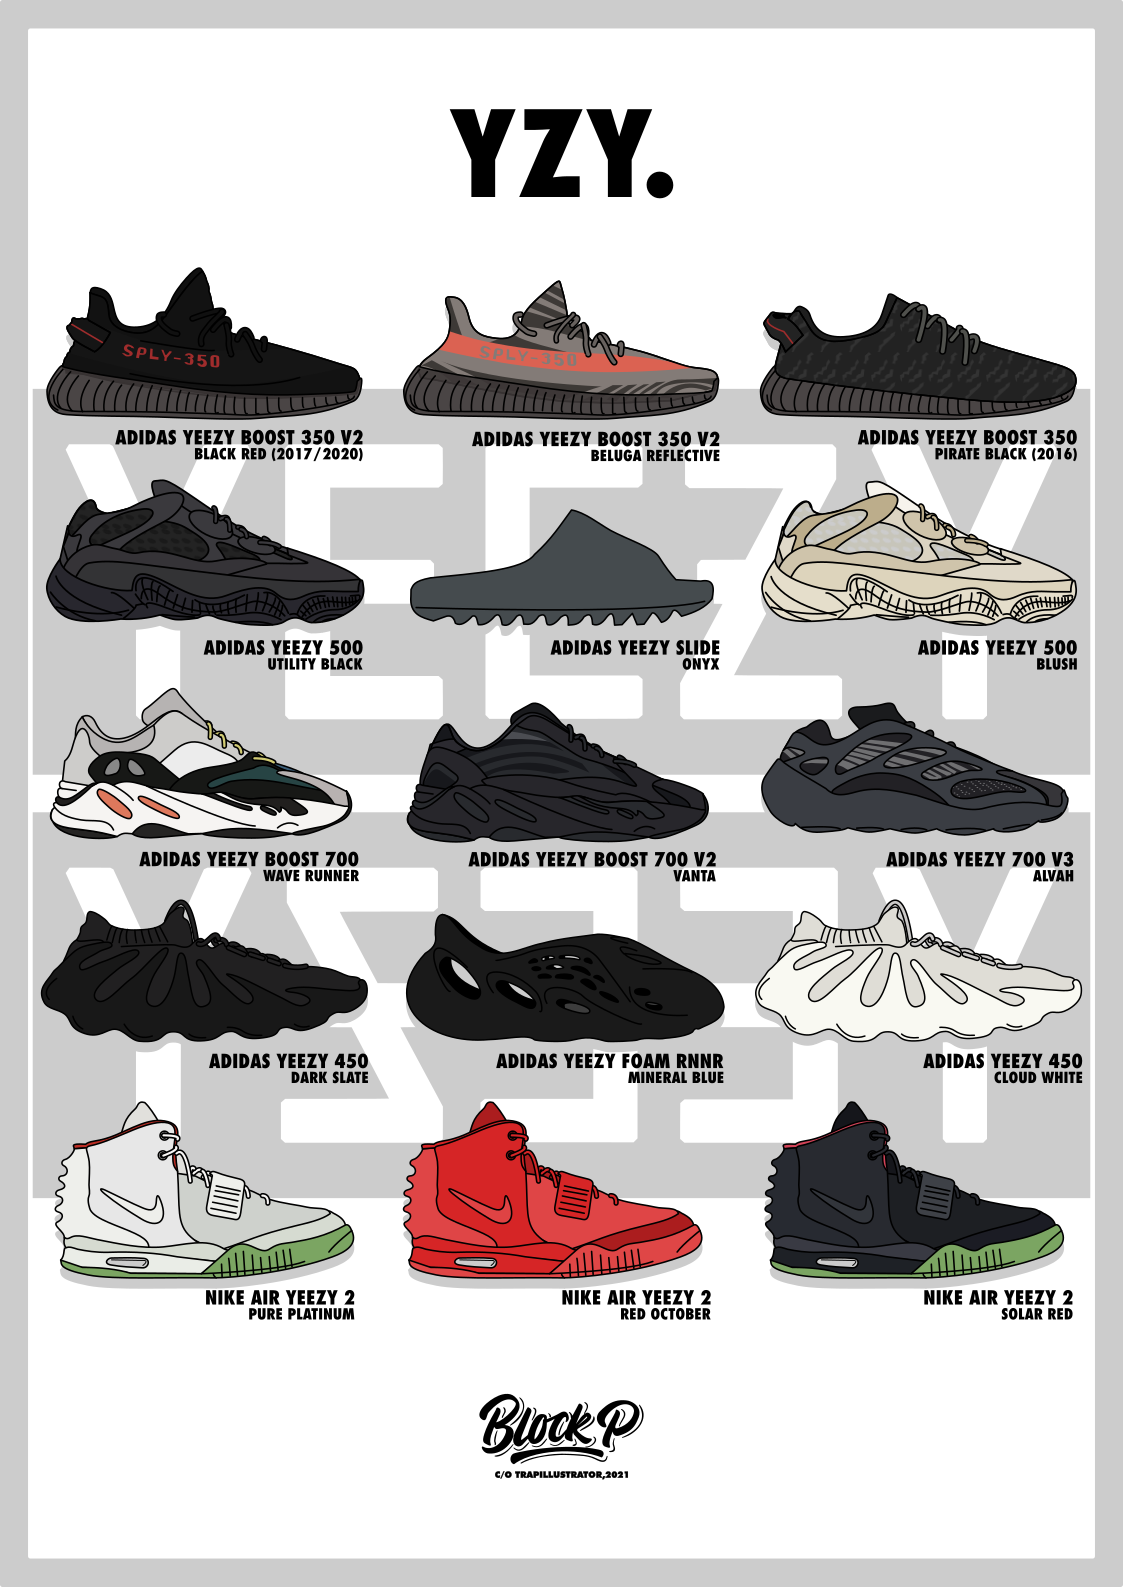 YZY.
SPLY-350
SPLY-350
ADIDAS YEEZY BOOST 350 V2
BLACK RED (2017/2020)
ADIDAS YEEZY BOOST 350 V2
BELUGA REFLECTIVE
ADIDAS YEEZY BOOST 350
PIRATE BLACK (2016)
YEEZY
ADIDAS YEEZY 500
UTILITY BLACK
ADIDAS YEEZY SLIDE
ONYX
ADIDAS YEEZY 500
BLUSH
ADIDAS YEEZY BOOST 700
WAVE RUNNER
ADIDAS YEEZY BOOST 700 V2
VANTA
ADIDAS YEEZY 700 V3
ALVAH
YEEZY
ADIDAS YEEZY 450
DARK SLATE
ADIDAS YEEZY FOAM RNNR
MINERAL BLUE
ADIDAS YEEZY 450
CLOUD WHITE
NIKE AIR YEEZY 2
PURE PLATINUM
NIKE AIR YEEZY 2
RED OCTOBER
NIKE AIR YEEZY 2
SOLAR RED
Block P
C/O TRAPILLUSTRATOR,2021